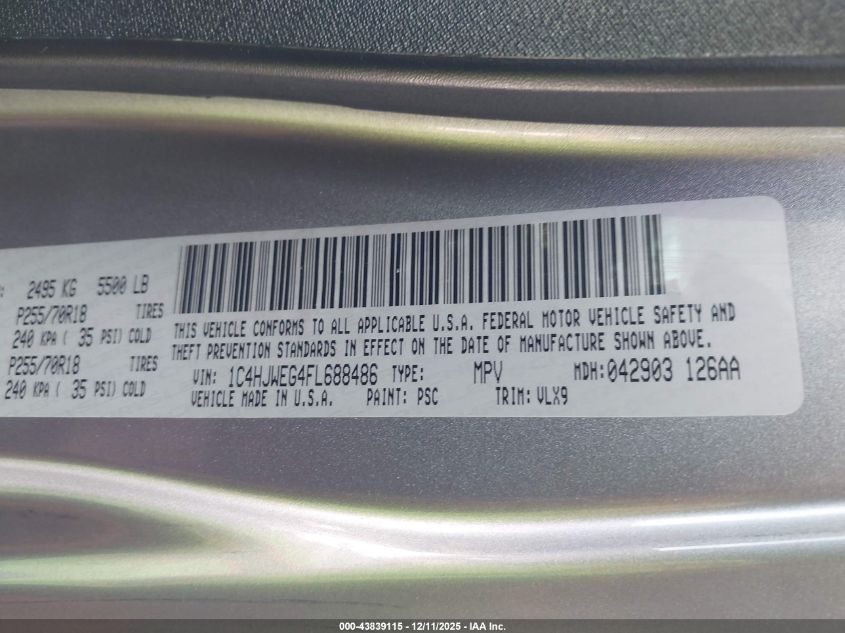 : 2495 KG 5500 LB
P255/70R18 TIRES
240 KPA ( 35 PSI) COLD
P255/70R18 TIRES
240 KPA ( 35 PSI) COLD
THIS VEHICLE CONFORMS TO ALL APPLICABLE U.S.A. FEDERAL MOTOR VEHICLE SAFETY AND
THEFT PREVENTION STANDARDS IN EFFECT ON THE DATE OF MANUFACTURE SHOWN ABOVE.
VIN: 1C4HJWEG4FL688486 TYPE: MPV MDH:042903 126AA
VEHICLE MADE IN U.S.A. PAINT: PSC TRIM: VLX9
000-43839115 - 12/11/2025 - IAA Inc.